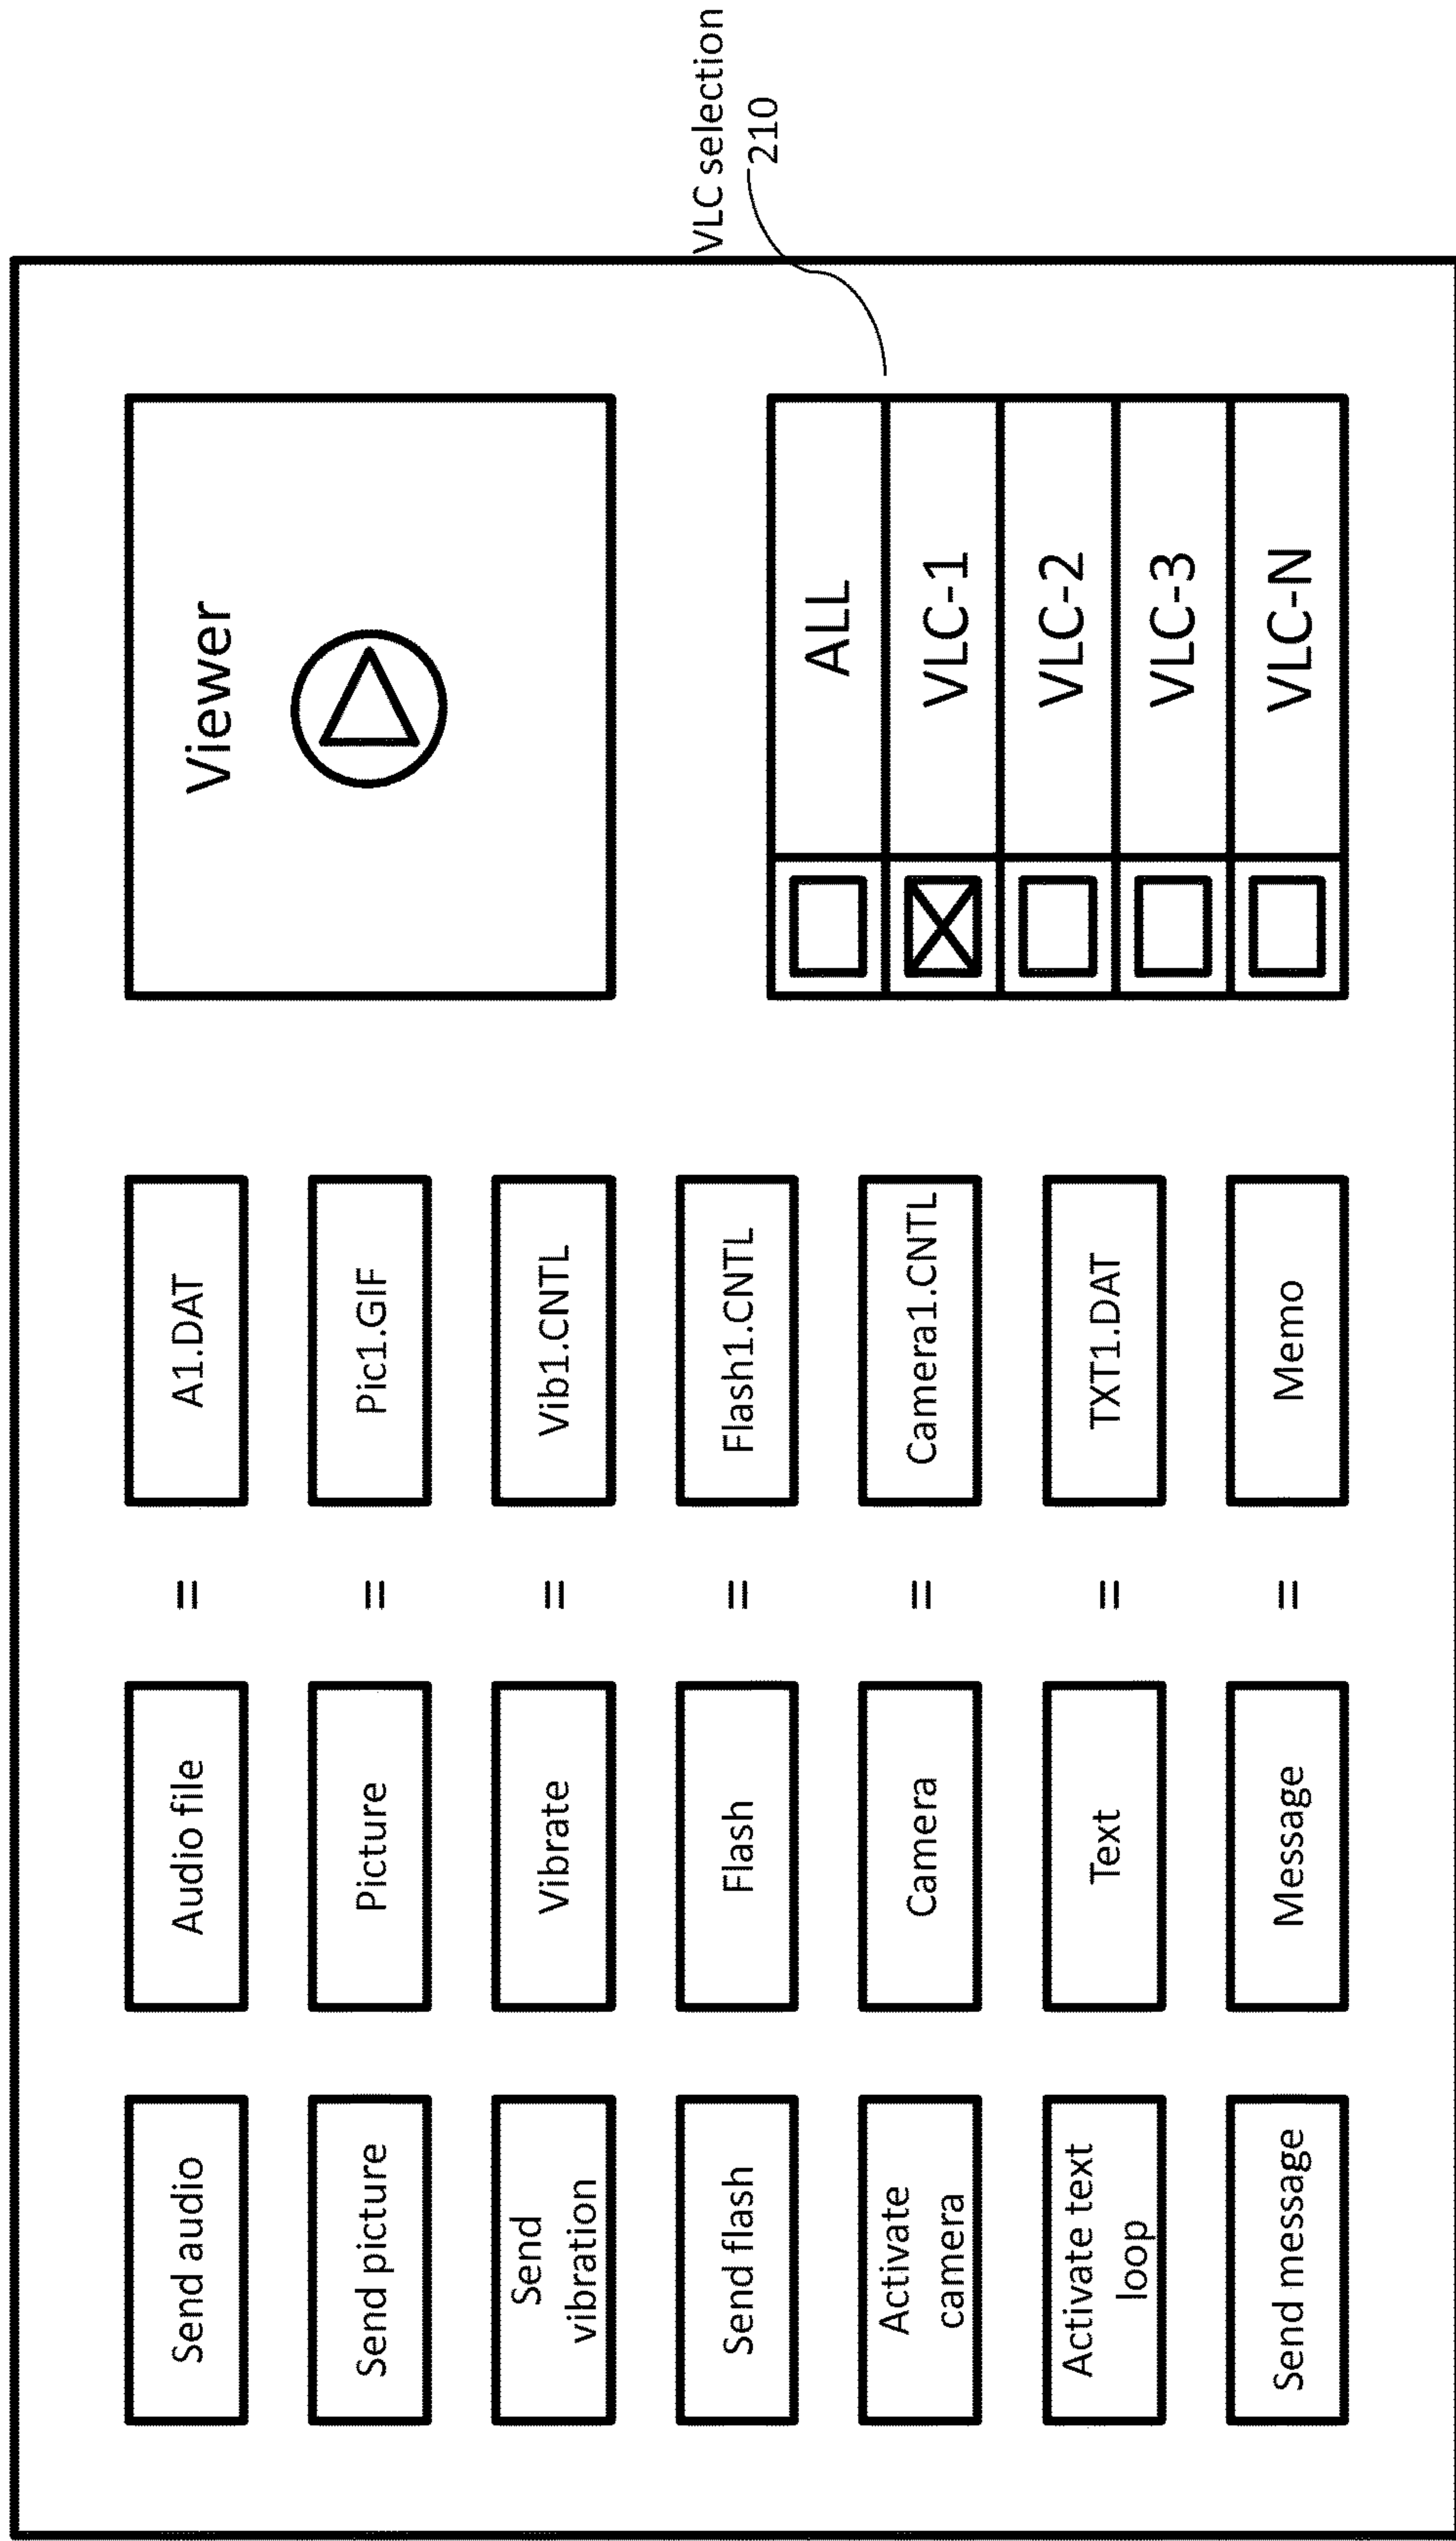 Send audio
Audio file
=
A1.DAT
Send picture
Picture
=
Pic1.GIF
Send
vibration
Vibrate
=
Vib1.CNTL
Send flash
Flash
=
Flash1.CNTL
Activate
camera
Camera
=
Camera1.CNTL
Activate text
loop
Text
=
TXT1.DAT
Send message
Message
=
Memo
Viewer
ALL
VLC-1
VLC-2
VLC-3
VLC-N
VLC selection
210